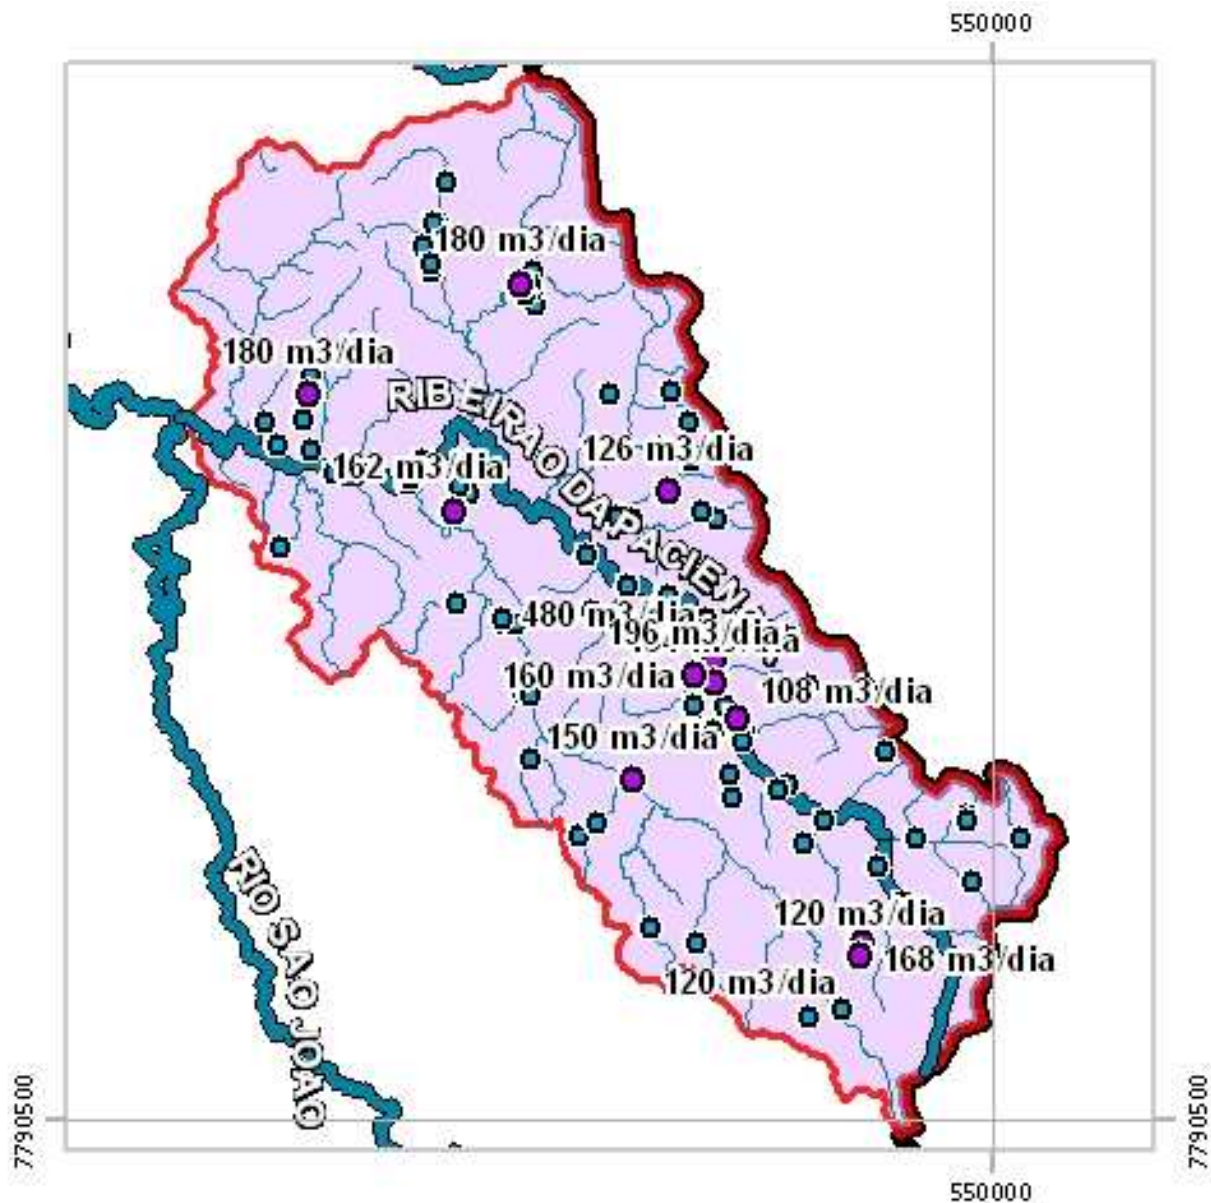 550000
180 m3/dia
180 m3/dia
RIBEIRAO DA PACIENCIA
126 m3/dia
162 m3/dia
480 m3/dia
196 m3/dia
160 m3/dia
108 m3/dia
150 m3/dia
120 m3/dia
168 m3/dia
120 m3/dia
RIO SAO JOAO
7790500
7790500
550000